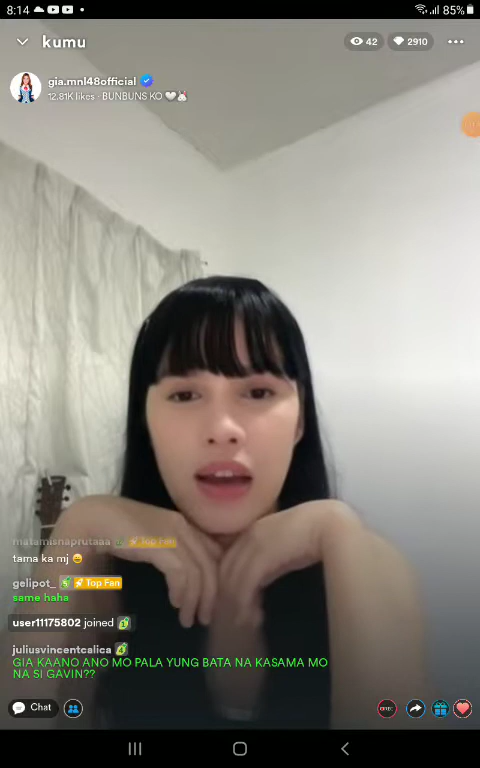 8:14
85%
kumu
42
2910
gia.mnl48official
12.81K likes · BUNBUNS KO
matamishaprutaaa Top Fan
tama ka mj
gelipot_ Top Fan
same haha
user11175802 joined
juliusvincentcalica
GIA KAANO ANO MO PALA YUNG BATA NA KASAMA MO
NA SI GAVIN??
Chat